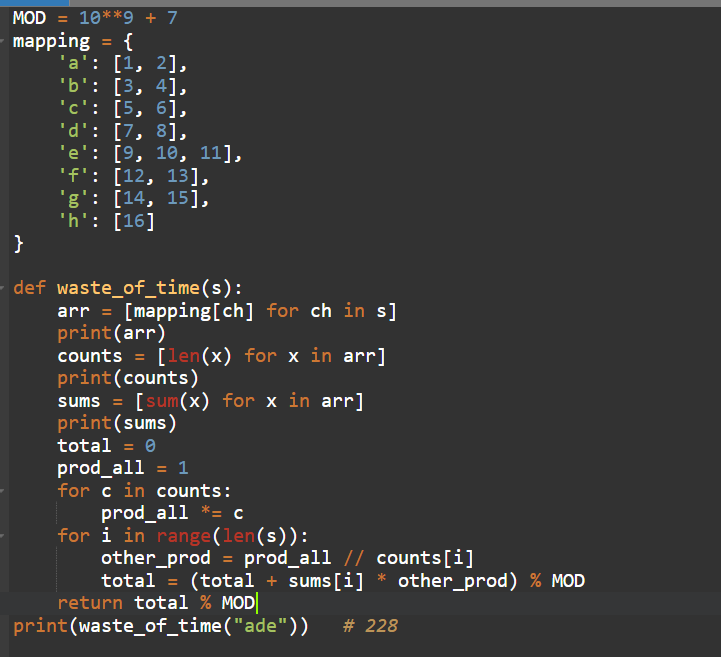 MOD = 10**9 + 7
mapping = {
    'a': [1, 2],
    'b': [3, 4],
    'c': [5, 6],
    'd': [7, 8],
    'e': [9, 10, 11],
    'f': [12, 13],
    'g': [14, 15],
    'h': [16]
}

def waste_of_time(s):
    arr = [mapping[ch] for ch in s]
    print(arr)
    counts = [len(x) for x in arr]
    print(counts)
    sums = [sum(x) for x in arr]
    print(sums)
    total = 0
    prod_all = 1
    for c in counts:
        prod_all *= c
    for i in range(len(s)):
        other_prod = prod_all // counts[i]
        total = (total + sums[i] * other_prod) % MOD
    return total % MOD
print(waste_of_time("ade"))   # 228